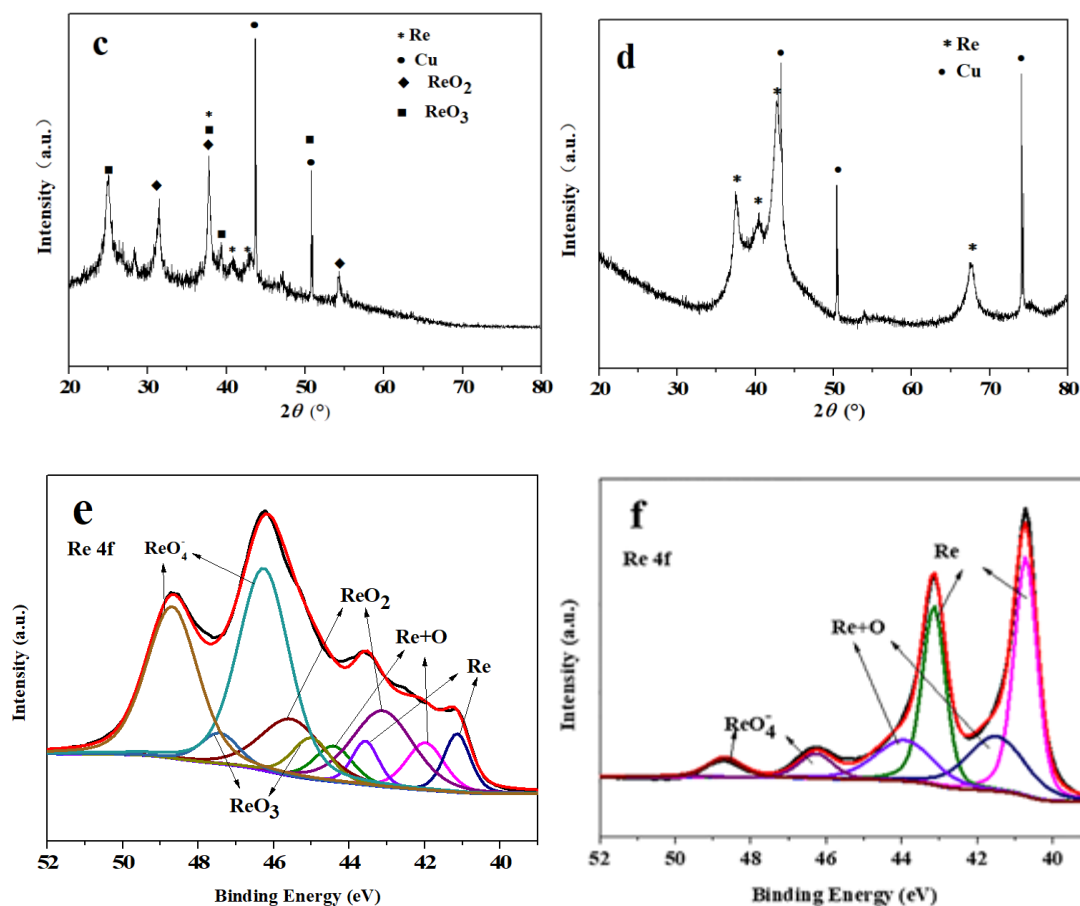 c
* Re
● Cu
◆ ReO2
■ ReO3
Intensity (a.u.)
20 30 40 50 60 70 80
2θ (°)
d
* Re
● Cu
Intensity (a.u.)
20 30 40 50 60 70 80
2θ (°)
e
Re 4f
ReO4-
ReO2
Re+O
Re
ReO3
Intensity (a.u.)
52 50 48 46 44 42 40
Binding Energy (eV)
f
Re 4f
Re
Re+O
ReO4-
Intensity (a.u.)
52 50 48 46 44 42 40
Binding Energy (eV)